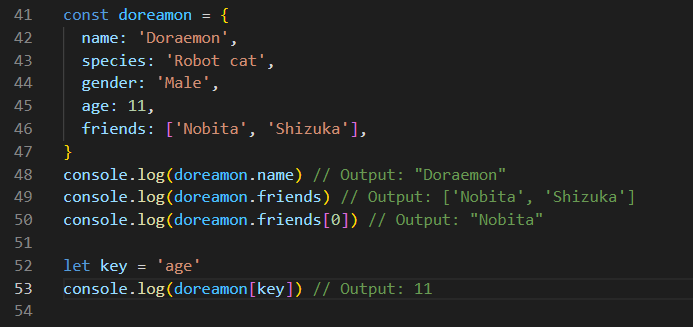 41 const doreamon = {
42   name: 'Doraemon',
43   species: 'Robot cat',
44   gender: 'Male',
45   age: 11,
46   friends: ['Nobita', 'Shizuka'],
47 }
48 console.log(doreamon.name) // Output: "Doraemon"
49 console.log(doreamon.friends) // Output: ['Nobita', 'Shizuka']
50 console.log(doreamon.friends[0]) // Output: "Nobita"
51
52 let key = 'age'
53 console.log(doreamon[key]) // Output: 11
54